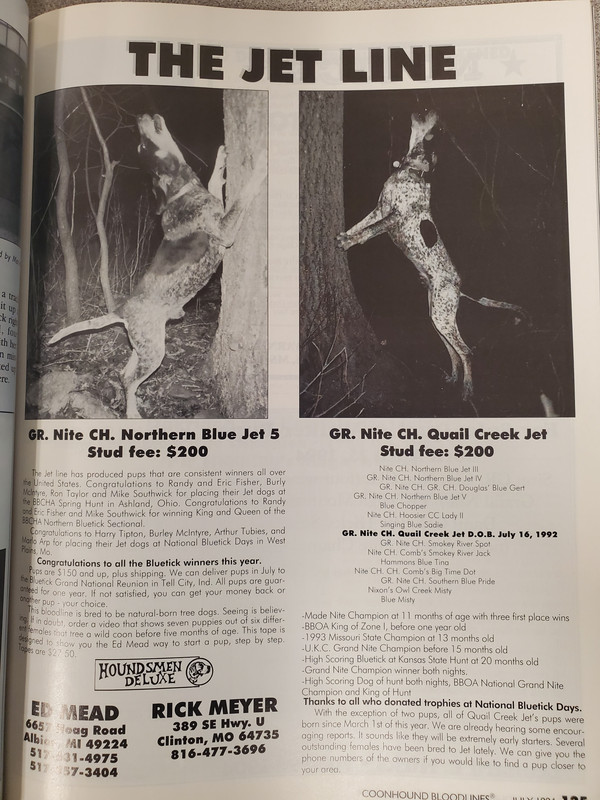 THE JET LINE
GR. Nite CH. Northern Blue Jet 5
Stud fee: $200
The Jet line has produced pups that are consistent winners all over
the United States. Congratulations to Randy and Eric Fisher, Burly
McIntyre, Ron Taylor and Mike Southwick for placing their Jet dogs at
the BBCHA Spring Hunt in Ashland, Ohio. Congratulations to Randy
and Eric Fisher and Mike Southwick for winning King and Queen of the
BBCHA Northern Bluetick Sectional.
Congratulations to Harry Tipton, Burley McIntyre, Arthur Tubies, and
Arp for placing their Jet dogs at National Bluetick Days in West
Plains, Mo.
Congratulations to all the Bluetick winners this year.
Pups are $150 and up, plus shipping. We can deliver pups in July to
the Bluetick Grand National Reunion in Tell City, Ind. All pups are guar-
anteed for one year. If not satisfied, you can get your money back or
another pup - your choice.
This bloodline is bred to be natural-born tree dogs. Seeing is believ-
ing. If in doubt, order a video that shows seven puppies out of six differ-
ent females that tree a wild coon before five months of age. This tape is
designed to show you the Ed Mead way to start a pup, step by step.
Tapes are
HOUNDSMEN
DELUXE
ED MEAD
Hoag Road
Albion, MI 49224
-4975
-3404
RICK MEYER
389 SE Hwy. U
Clinton, MO 64735
816-477-3696
GR. Nite CH. Quail Creek Jet
Stud fee: $200
Nite CH. Northern Blue Jet III
GR. Nite CH. Northern Blue Jet IV
GR. Nite CH. GR. CH. Douglas' Blue Gert
GR. Nite CH. Northern Blue Jet V
Blue Chopper
Nite CH. Hoosier CC Lady II
Singing Blue Sadie
GR. Nite CH. Quail Creek Jet D.O.B. July 16, 1992
GR. Nite CH. Smokey River Spot
Nite CH. Comb's Smokey River Jack
Hammons Blue Tina
Nite CH. CH. Comb's Big Time Dot
GR. Nite CH. Southern Blue Pride
Nixon's Owl Creek Misty
Blue Misty
-Made Nite Champion at 11 months of age with three first place wins
-BBOA King of Zone I, before one year old
-1993 Missouri State Champion at 13 months old
-U.K.C. Grand Nite Champion before 15 months old
-High Scoring Bluetick at Kansas State Hunt at 20 months old
-Grand Nite Champion winner both nights.
-High Scoring Dog of hunt both nights, BBOA National Grand Nite
Champion and King of Hunt
Thanks to all who donated trophies at National Bluetick Days.
With the exception of two pups, all of Quail Creek Jet's pups were
born since March 1st of this year. We are already hearing some encour-
aging reports. It sounds like they will be extremely early starters. Several
outstanding females have been bred to Jet lately. We can give you the
phone numbers of the owners if you would like to find a pup closer to
your area.
COONHOUND BLOODLINES®